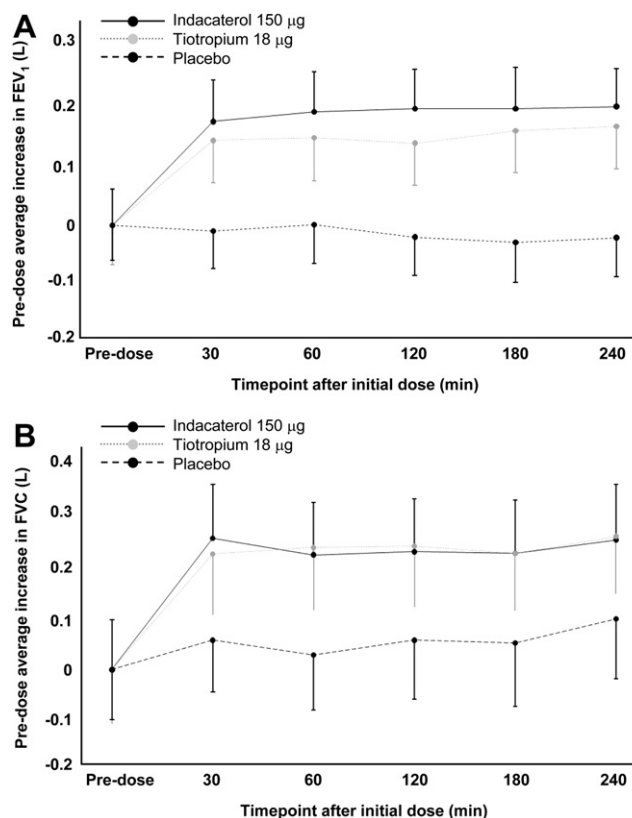 A
Indacaterol 150 μg
Tiotropium 18 μg
Placebo
Pre-dose average increase in FEV₁ (L)
0.3
0.2
0.1
0
-0.1
-0.2
Pre-dose 30 60 120 180 240
Timepoint after initial dose (min)
B
Indacaterol 150 μg
Tiotropium 18 μg
Placebo
Pre-dose average increase in FVC (L)
0.4
0.3
0.2
0.1
0
-0.1
-0.2
Pre-dose 30 60 120 180 240
Timepoint after initial dose (min)